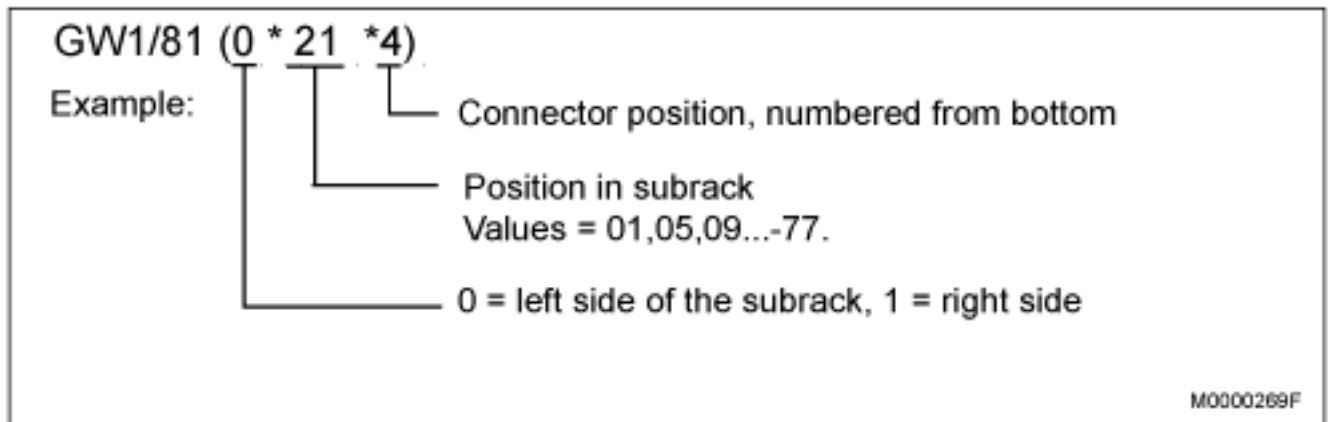 GW1/81 (0 * 21 *4)
Example:
Connector position, numbered from bottom
Position in subrack
Values = 01,05,09...-77.
0 = left side of the subrack, 1 = right side
M0000269F